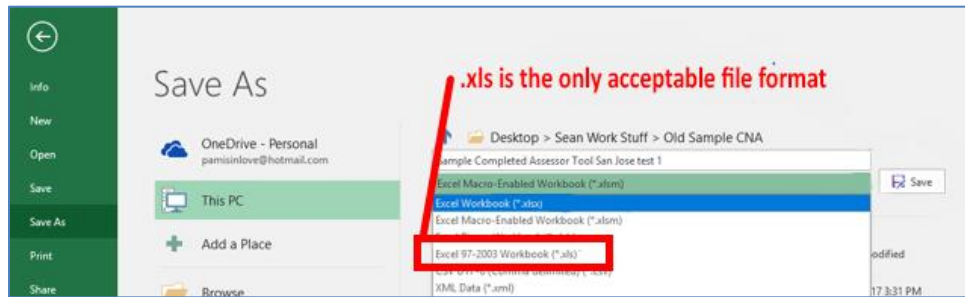 Save As
.xls is the only acceptable file format
Info
New
Open
Save
Save As
Print
Share
OneDrive - Personal
pamisinlove@hotmail.com
This PC
Add a Place
Browse
Desktop > Sean Work Stuff > Old Sample CNA
Sample Completed Assessor Tool San Jose test 1
Excel Macro-Enabled Workbook (*.xlsm)
Save
Excel Workbook (*.xlsx)
Excel Macro-Enabled Workbook (*.xlsm)
Excel 97-2003 Workbook (*.xls)
XML Data (*.xml)
odified
17 3:31 PM